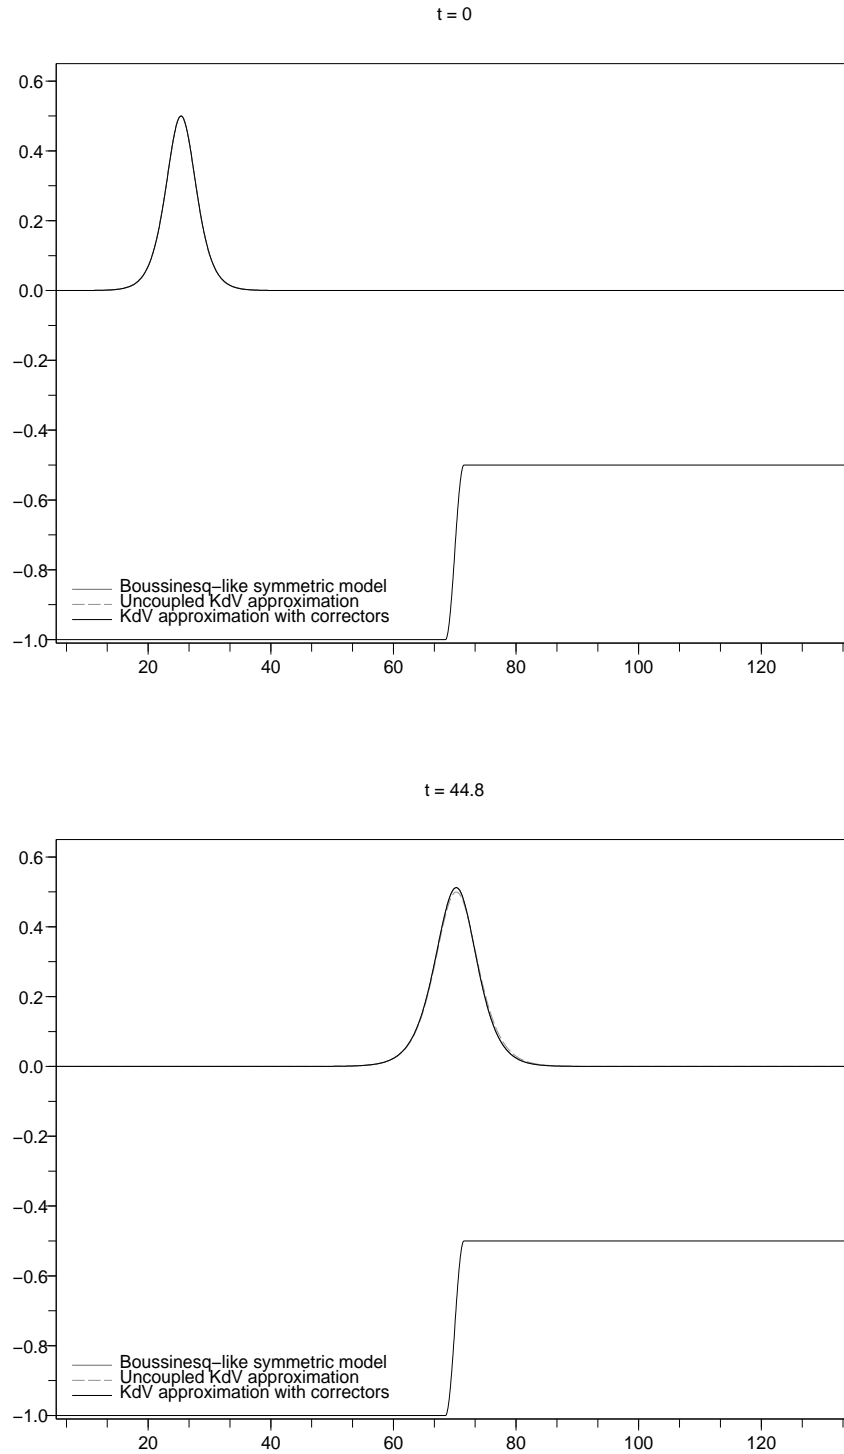 t = 0
0.6
0.4
0.2
0.0
−0.2
−0.4
−0.6
−0.8
−1.0
Boussinesq−like symmetric model
Uncoupled KdV approximation
KdV approximation with correctors
20 40 60 80 100 120
t = 44.8
0.6
0.4
0.2
0.0
−0.2
−0.4
−0.6
−0.8
−1.0
Boussinesq−like symmetric model
Uncoupled KdV approximation
KdV approximation with correctors
20 40 60 80 100 120